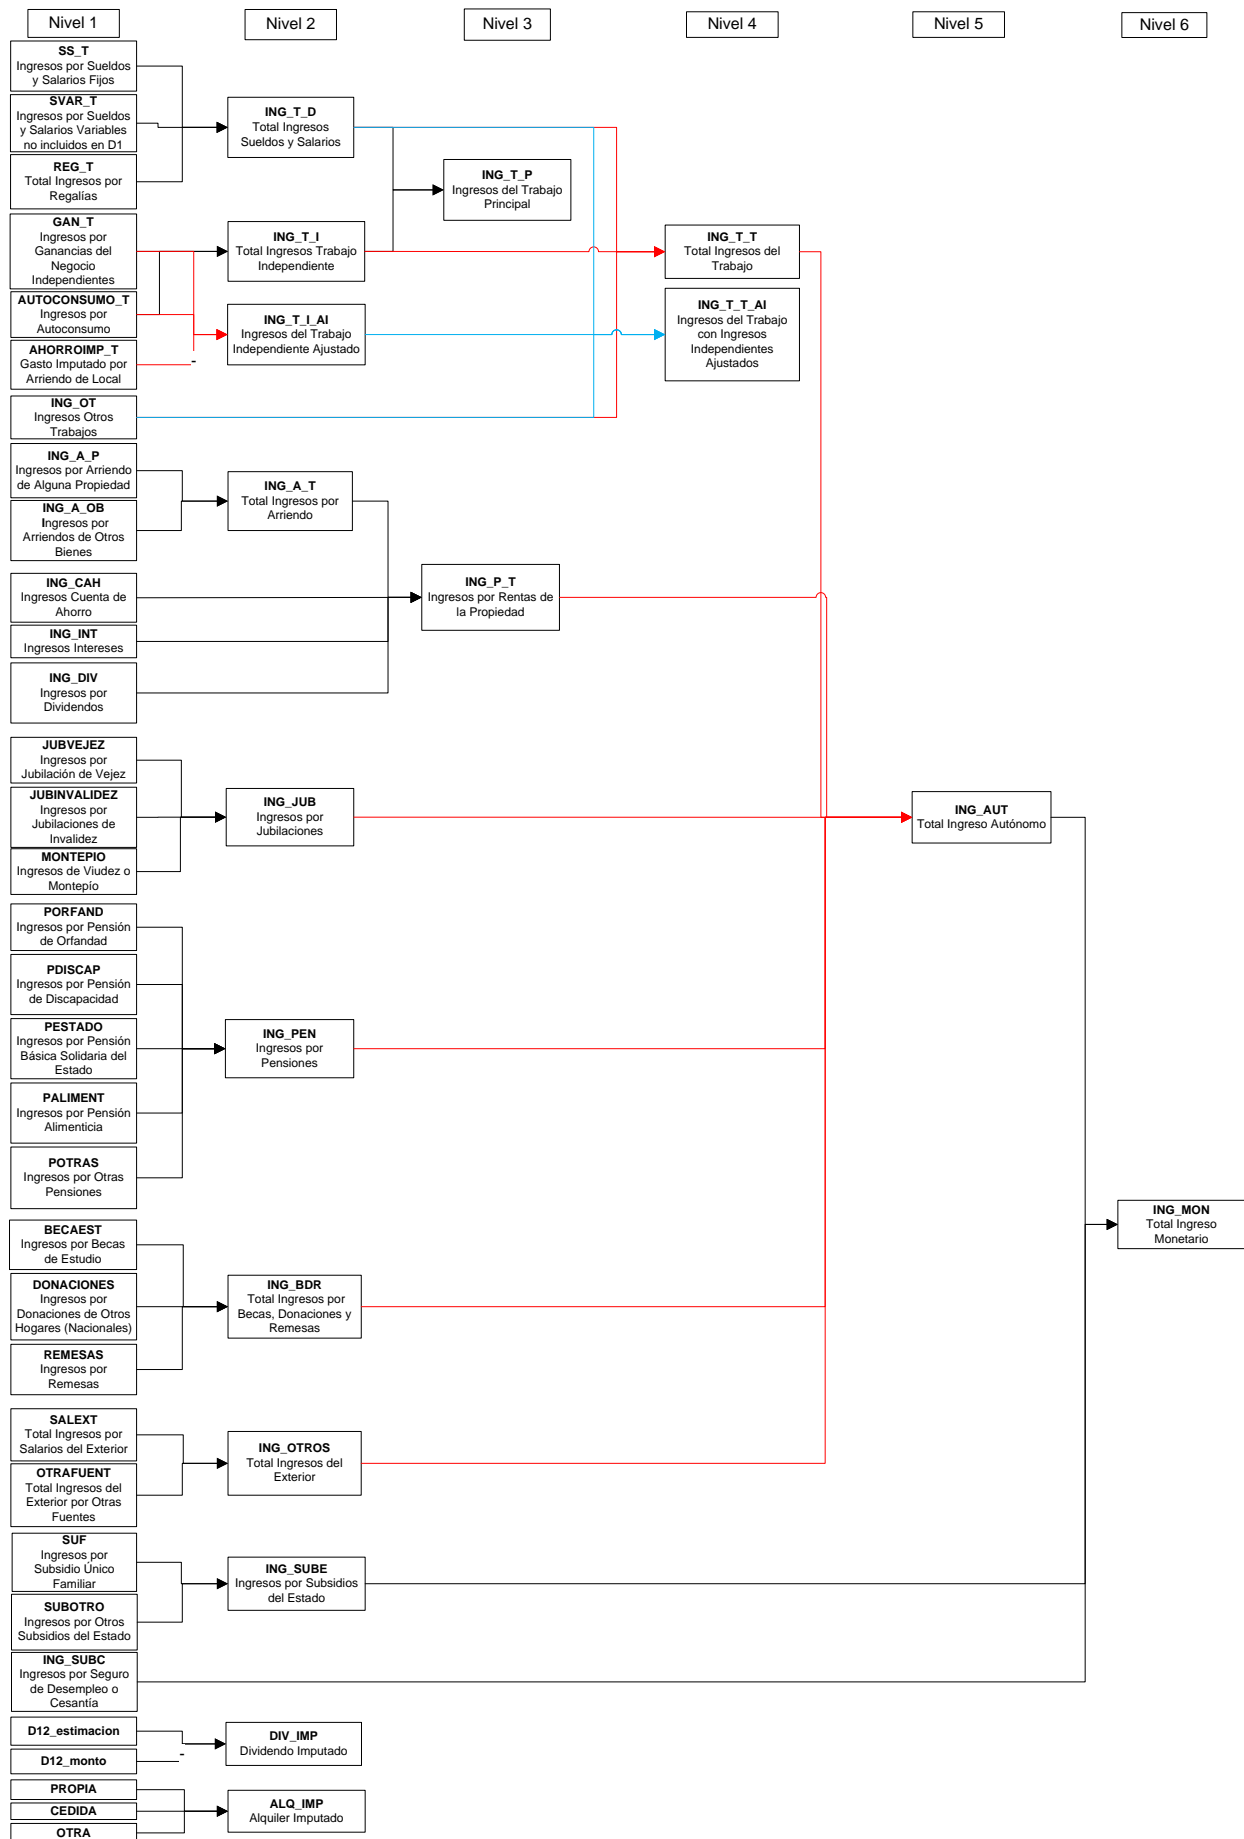 Nivel 1
Nivel 2
Nivel 3
Nivel 4
Nivel 5
Nivel 6
SS_T
Ingresos por Sueldos
y Salarios Fijos
SVAR_T
Ingresos por Sueldos
y Salarios Variables
no incluidos en D1
REG_T
Total Ingresos por
Regalías
GAN_T
Ingresos por
Ganancias del
Negocio
Independientes
AUTOCONSUMO_T
Ingresos por
Autoconsumo
AHORROIMP_T
Gasto Imputado por
Arriendo de Local
-
ING_OT
Ingresos Otros
Trabajos
ING_A_P
Ingresos por Arriendo
de Alguna Propiedad
ING_A_OB
Ingresos por
Arriendos de Otros
Bienes
ING_CAH
Ingresos Cuenta de
Ahorro
ING_INT
Ingresos Intereses
ING_DIV
Ingresos por
Dividendos
JUBVEJEZ
Ingresos por
Jubilación de Vejez
JUBINVALIDEZ
Ingresos por
Jubilaciones de
Invalidez
MONTEPIO
Ingresos de Viudez o
Montepío
PORFAND
Ingresos por Pensión
de Orfandad
PDISCAP
Ingresos por Pensión
de Discapacidad
PESTADO
Ingresos por Pensión
Básica Solidaria del
Estado
PALIMENT
Ingresos por Pensión
Alimenticia
POTRAS
Ingresos por Otras
Pensiones
BECAEST
Ingresos por Becas
de Estudio
DONACIONES
Ingresos por
Donaciones de Otros
Hogares (Nacionales)
REMESAS
Ingresos por
Remesas
SALEXT
Total Ingresos por
Salarios del Exterior
OTRAFUENT
Total Ingresos del
Exterior por Otras
Fuentes
SUF
Ingresos por
Subsidio Único
Familiar
SUBOTRO
Ingresos por Otros
Subsidios del Estado
ING_SUBC
Ingresos por Seguro
de Desempleo o
Cesantía
D12_estimacion
D12_monto
-
PROPIA
CEDIDA
OTRA
ING_T_D
Total Ingresos
Sueldos y Salarios
ING_T_I
Total Ingresos Trabajo
Independiente
ING_T_I_AI
Ingresos del Trabajo
Independiente Ajustado
ING_A_T
Total Ingresos por
Arriendo
ING_JUB
Ingresos por
Jubilaciones
ING_PEN
Ingresos por
Pensiones
ING_BDR
Total Ingresos por
Becas, Donaciones y
Remesas
ING_OTROS
Total Ingresos del
Exterior
ING_SUBE
Ingresos por Subsidios
del Estado
DIV_IMP
Dividendo Imputado
ALQ_IMP
Alquiler Imputado
ING_T_P
Ingresos del Trabajo
Principal
ING_P_T
Ingresos por Rentas de
la Propiedad
ING_T_T
Total Ingresos del
Trabajo
ING_T_T_AI
Ingresos del Trabajo
con Ingresos
Independientes
Ajustados
ING_AUT
Total Ingreso Autónomo
ING_MON
Total Ingreso
Monetario